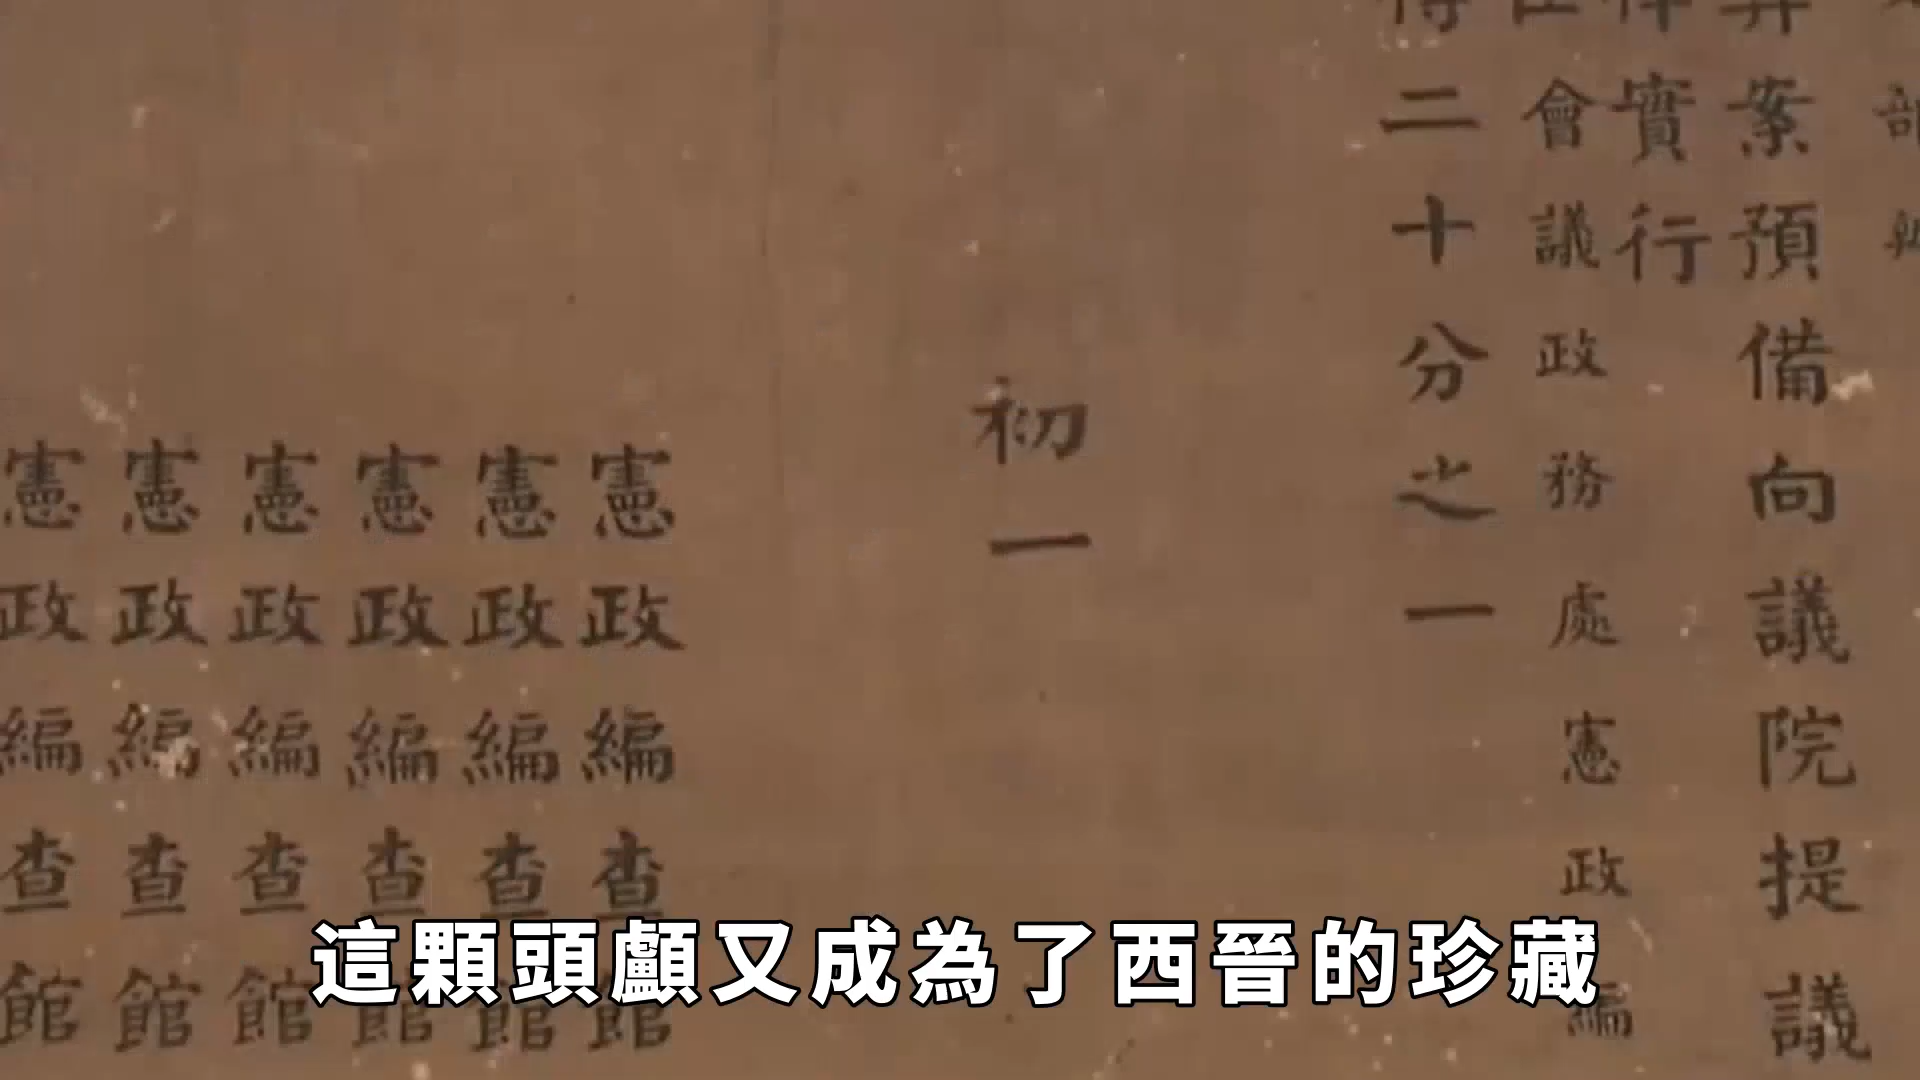 案預備向議院提議
實行
會議政務處憲政編
二十分之一
初一
憲政編查館
憲政編查館
憲政編查館
憲政編查館
憲政編查館
憲政編查館
這顆頭顱又成為了西晉的珍藏